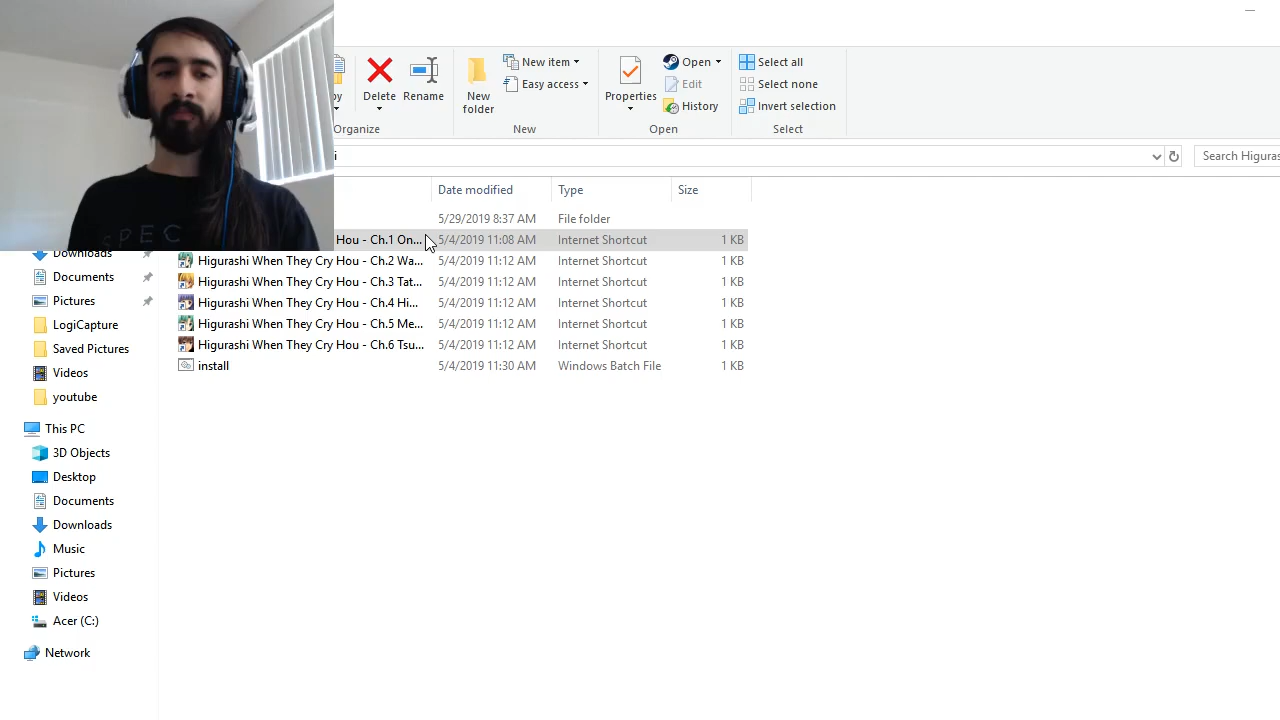 py
Delete
Rename
New
folder
New item
Easy access
Properties
Open
Edit
History
Select all
Select none
Invert selection
Organize
New
Open
Select
i
Search Higuras
Date modified
Type
Size
5/29/2019 8:37 AM File folder
Hou - Ch.1 On... 5/4/2019 11:08 AM Internet Shortcut 1 KB
Higurashi When They Cry Hou - Ch.2 Wa... 5/4/2019 11:12 AM Internet Shortcut 1 KB
Higurashi When They Cry Hou - Ch.3 Tat... 5/4/2019 11:12 AM Internet Shortcut 1 KB
Higurashi When They Cry Hou - Ch.4 Hi... 5/4/2019 11:12 AM Internet Shortcut 1 KB
Higurashi When They Cry Hou - Ch.5 Me... 5/4/2019 11:12 AM Internet Shortcut 1 KB
Higurashi When They Cry Hou - Ch.6 Tsu... 5/4/2019 11:12 AM Internet Shortcut 1 KB
install 5/4/2019 11:30 AM Windows Batch File 1 KB
Downloads
Documents
Pictures
LogiCapture
Saved Pictures
Videos
youtube
This PC
3D Objects
Desktop
Documents
Downloads
Music
Pictures
Videos
Acer (C:)
Network
SPEC